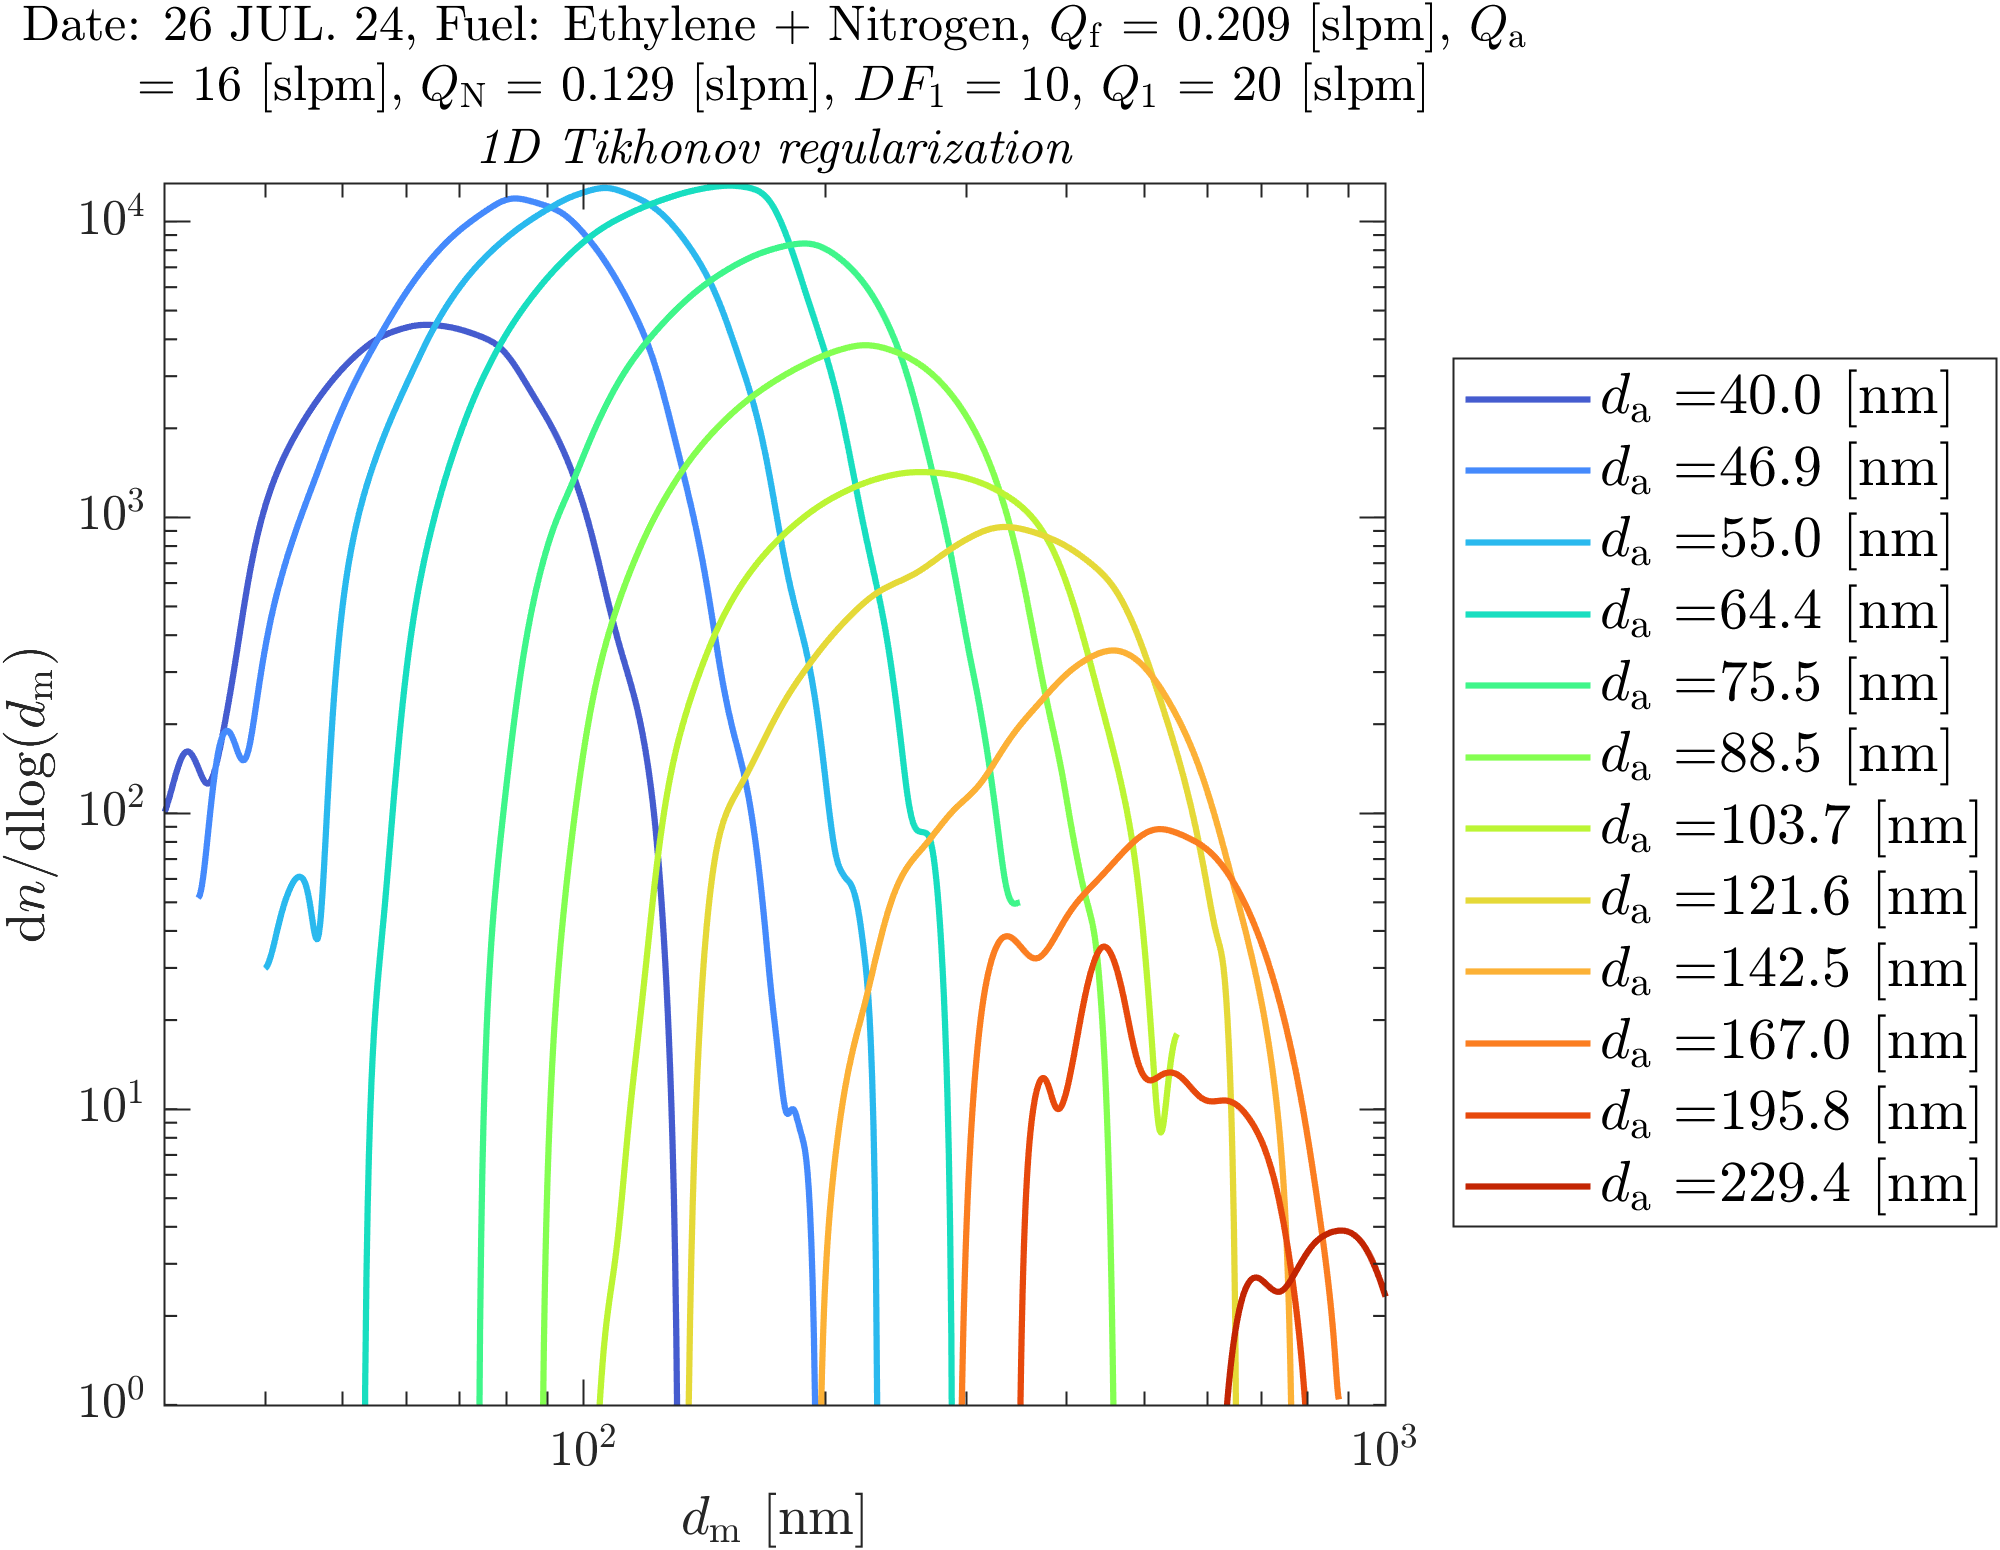 Date: 26 JUL. 24, Fuel: Ethylene + Nitrogen, Q_f = 0.209 [slpm], Q_a
= 16 [slpm], Q_N = 0.129 [slpm], DF_1 = 10, Q_1 = 20 [slpm]
1D Tikhonov regularization
10^4
10^3
10^2
10^1
10^0
dn/dlog(d_m)
10^2
10^3
d_m [nm]
d_a =40.0 [nm]
d_a =46.9 [nm]
d_a =55.0 [nm]
d_a =64.4 [nm]
d_a =75.5 [nm]
d_a =88.5 [nm]
d_a =103.7 [nm]
d_a =121.6 [nm]
d_a =142.5 [nm]
d_a =167.0 [nm]
d_a =195.8 [nm]
d_a =229.4 [nm]